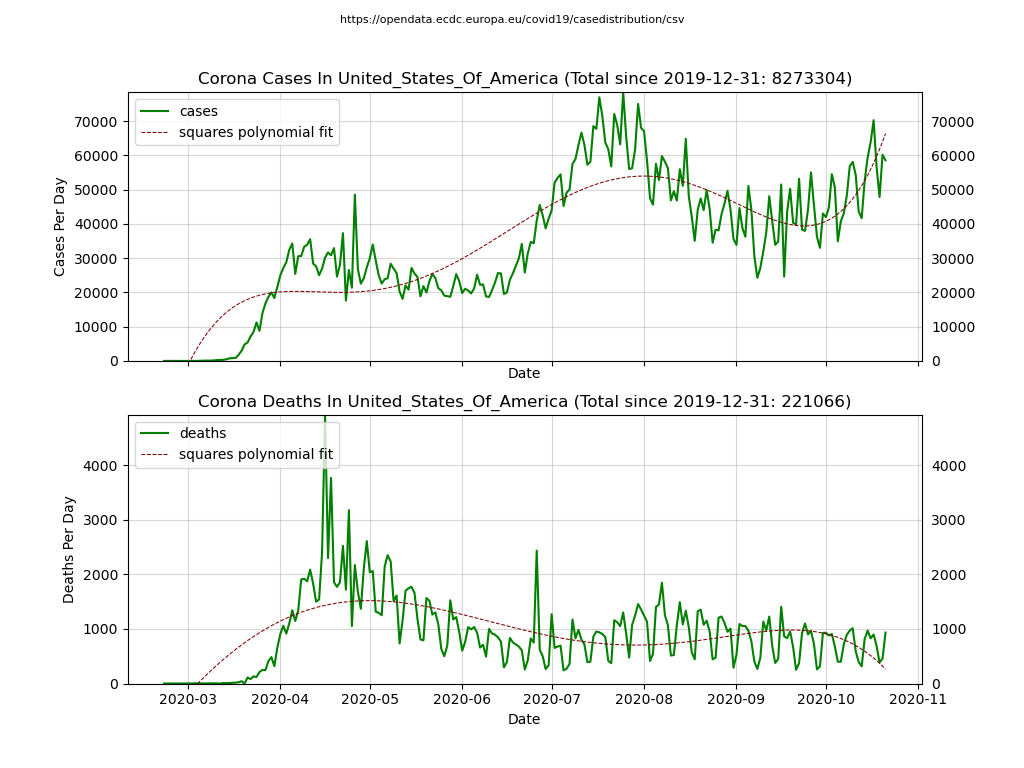 https://opendata.ecdc.europa.eu/covid19/casedistribution/csv
Corona Cases In United_States_Of_America (Total since 2019-12-31: 8273304)
cases
squares polynomial fit
Cases Per Day
70000
60000
50000
40000
30000
20000
10000
0
70000
60000
50000
40000
30000
20000
10000
0
Date
Corona Deaths In United_States_Of_America (Total since 2019-12-31: 221066)
deaths
squares polynomial fit
Deaths Per Day
4000
3000
2000
1000
0
4000
3000
2000
1000
0
2020-03 2020-04 2020-05 2020-06 2020-07 2020-08 2020-09 2020-10 2020-11
Date